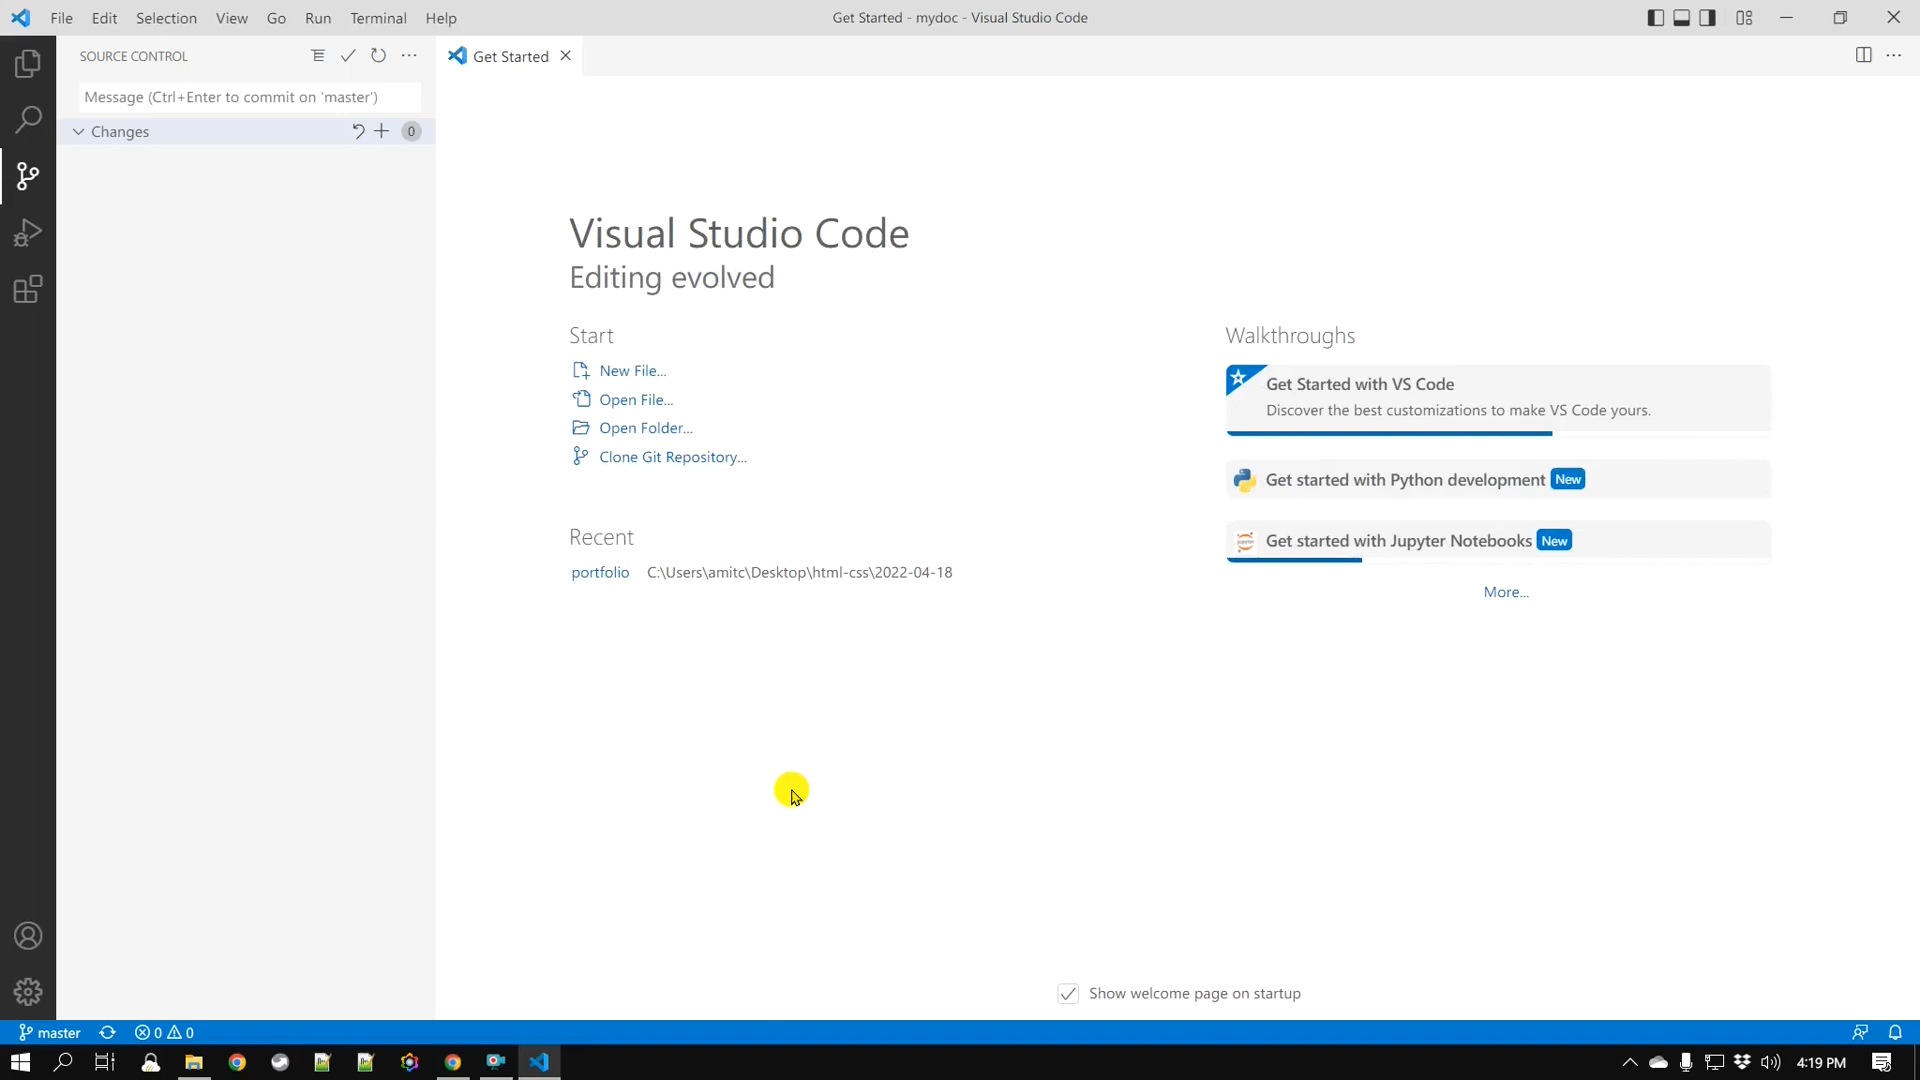 File Edit Selection View Go Run Terminal Help
Get Started - mydoc - Visual Studio Code
SOURCE CONTROL
Get Started
Message (Ctrl+Enter to commit on 'master')
Changes
0
Visual Studio Code
Editing evolved
Start
New File...
Open File...
Open Folder...
Clone Git Repository...
Recent
portfolio C:\Users\amitc\Desktop\html-css\2022-04-18
Walkthroughs
Get Started with VS Code
Discover the best customizations to make VS Code yours.
Get started with Python development New
Get started with Jupyter Notebooks New
More...
Show welcome page on startup
master 0 0
4:19 PM